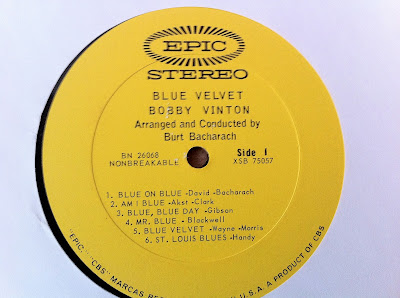 EPIC
STEREO
BLUE VELVET
BOBBY VINTON
Arranged and Conducted by
Burt Bacharach
BN 26068
NONBREAKABLE
Side 1
XSB 75057
1. BLUE ON BLUE -David -Bacharach
2. AM I BLUE -Akst -Clark
3. BLUE, BLUE DAY -Gibson
4. MR. BLUE - Blackwell
5. BLUE VELVET -Wayne -Morris
6. ST. LOUIS BLUES -Handy
"EPIC" "CBS" MARCAS U.S.A. A PRODUCT OF CBS